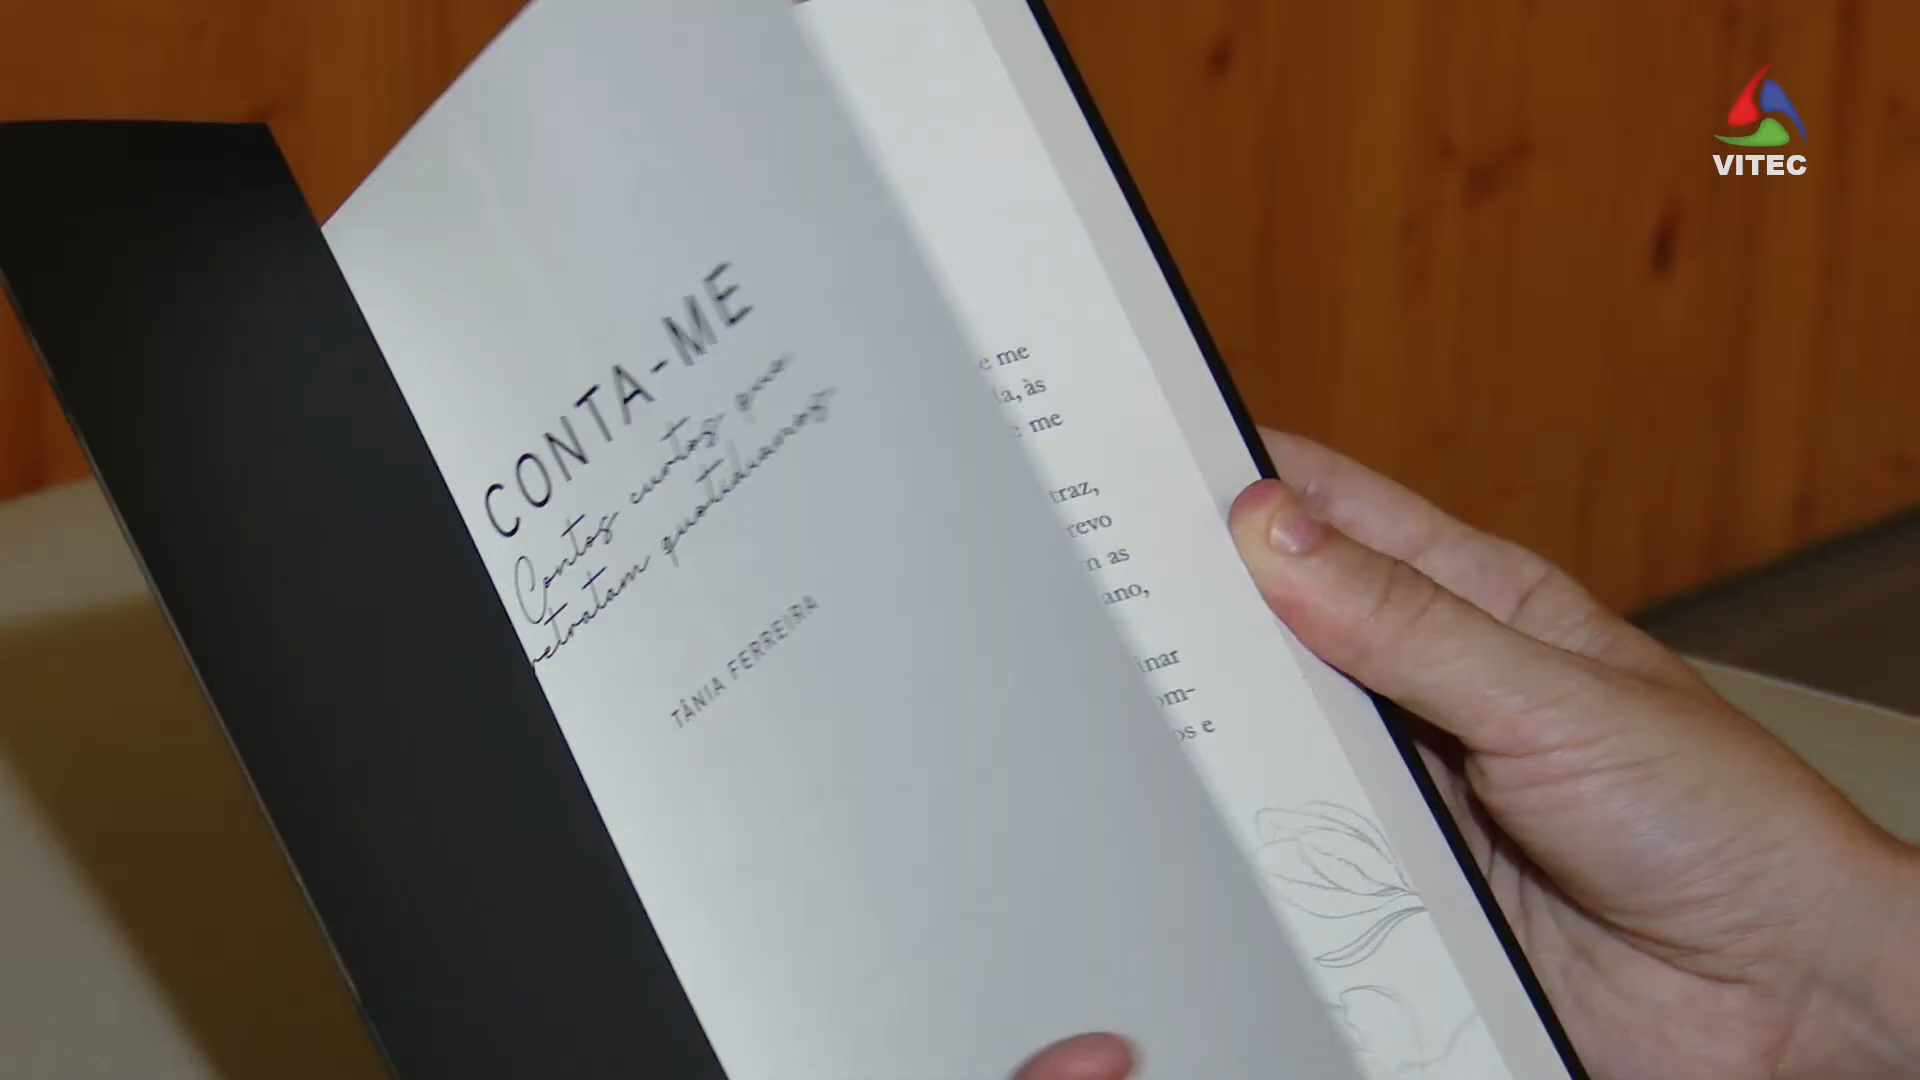 CONTA-ME
Contos curtos que
retratam quotidianos.
TÂNIA FERREIRA
e me
la, às
e me
traz,
revo
m as
ano,
inar
om-
os e
VITEC